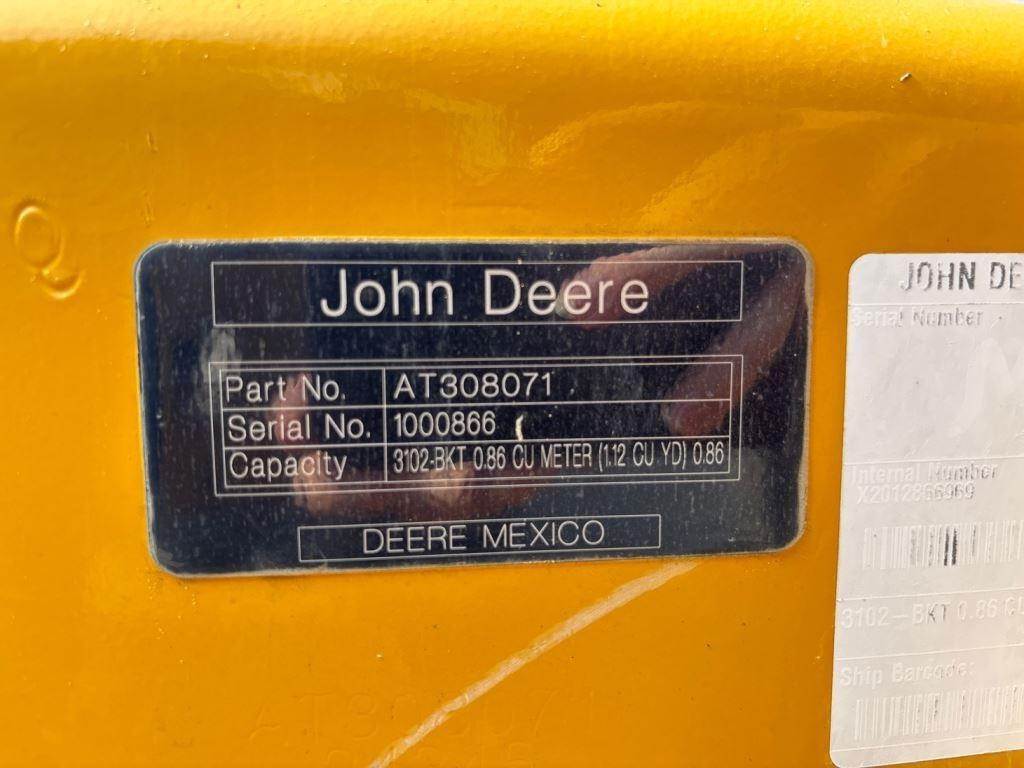 Q
John Deere
Part No. AT308071
Serial No. 1000866
Capacity 3102-BKT 0.86 CU METER (1.12 CU YD) 0.86
DEERE MEXICO
JOHN DE
Serial Number
Internal Number
X2012866969
3102-BKT 0.86 CU
Ship Barcode: